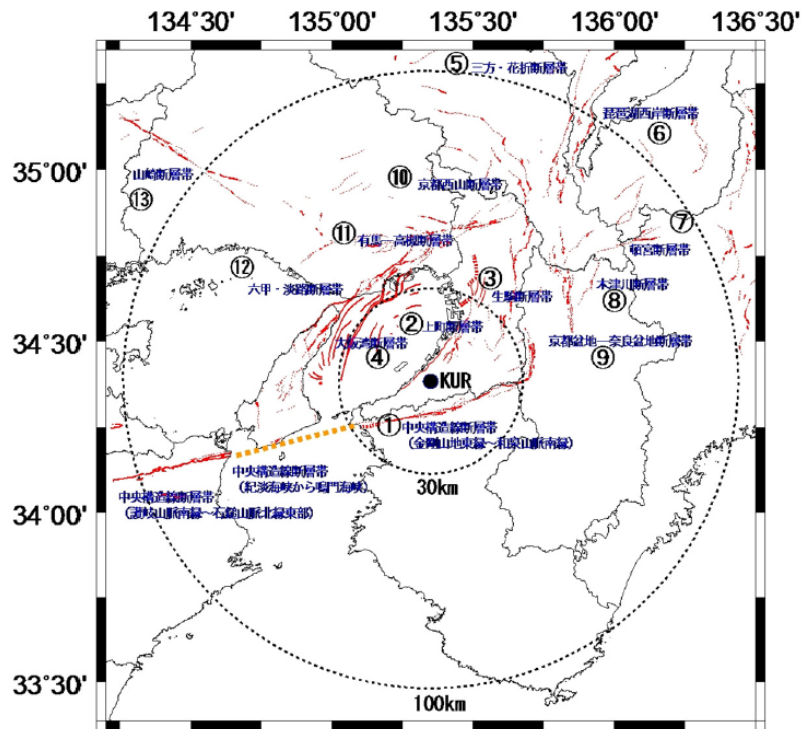 134°30' 135°00' 135°30' 136°00' 136°30'
⑤ 三方・花折断層帯
琵琶湖西岸断層帯
⑥
35°00'
山崎断層帯
⑬
⑩ 京都西山断層帯
⑦
⑪ 有馬―高槻断層帯
頓宮断層帯
⑫
六甲・淡路断層帯
③
生駒断層帯
木津川断層帯
⑧
②
上町断層帯
34°30'
大阪湾断層帯
④
京都盆地―奈良盆地断層帯
⑨
KUR
① 中央構造線断層帯
(金剛山地東縁~和泉山脈南縁)
中央構造線断層帯
(紀淡海峡から鳴門海峡)
30km
中央構造線断層帯
(讃岐山脈南縁~石鎚山脈北縁東部)
34°00'
33°30'
100km